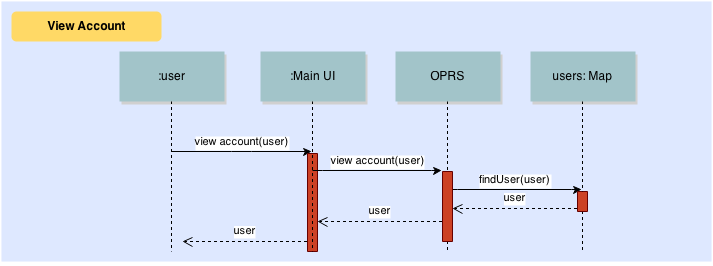 View Account
:user
:Main UI
OPRS
users: Map
view account(user)
view account(user)
findUser(user)
user
user
user